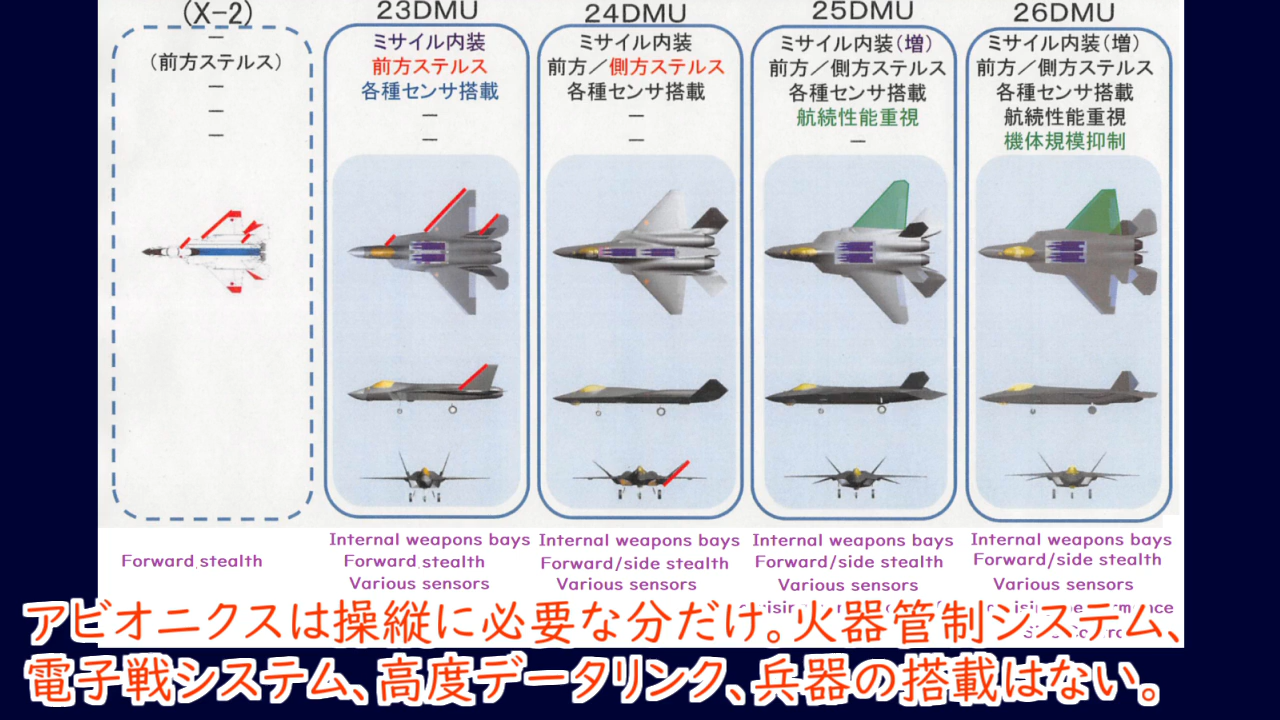 (X-2)
—
(前方ステルス)
—
—
—
23DMU
ミサイル内装
前方ステルス
各種センサ搭載
—
—
24DMU
ミサイル内装
前方／側方ステルス
各種センサ搭載
—
—
25DMU
ミサイル内装(増)
前方／側方ステルス
各種センサ搭載
航続性能重視
—
26DMU
ミサイル内装(増)
前方／側方ステルス
各種センサ搭載
航続性能重視
機体規模抑制
Forward stealth
Internal weapons bays
Forward stealth
Various sensors
Internal weapons bays
Forward/side stealth
Various sensors
Internal weapons bays
Forward/side stealth
Various sensors
Internal weapons bays
Forward/side stealth
Various sensors
アビオニクスは操縦に必要な分だけ。火器管制システム、
電子戦システム、高度データリンク、兵器の搭載はない。